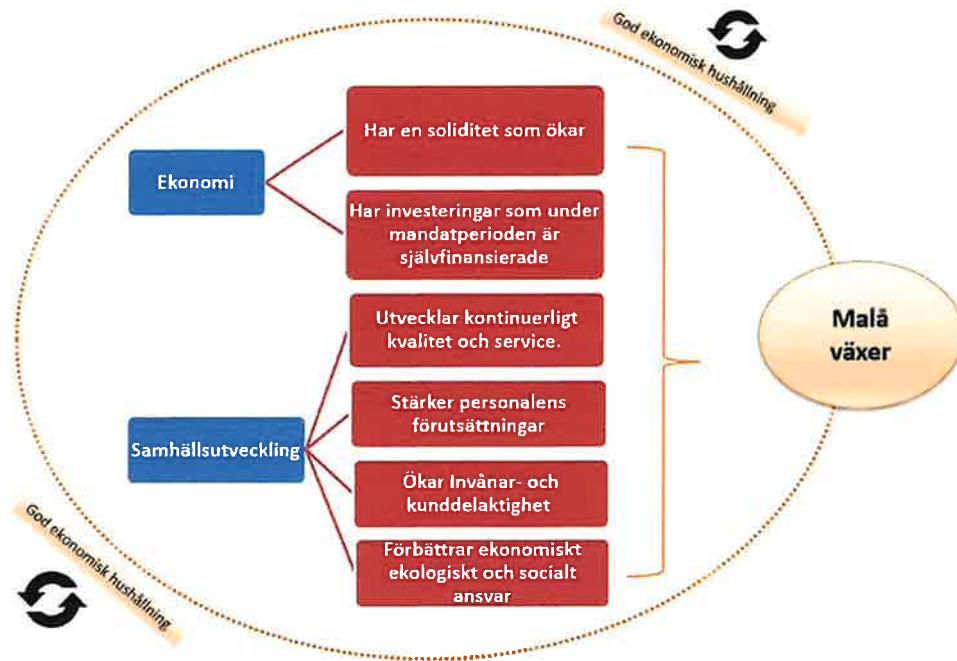 God ekonomisk hushållning
Har en soliditet som ökar
Ekonomi
Har investeringar som under
mandatperioden är
självfinansierade
Utvecklar kontinuerligt
kvalitet och service.
Malå
växer
Stärker personalens
förutsättningar
Samhällsutveckling
Ökar Invånar- och
kunddelaktighet
Förbättrar ekonomiskt
ekologiskt och socialt
ansvar
God ekonomisk hushållning